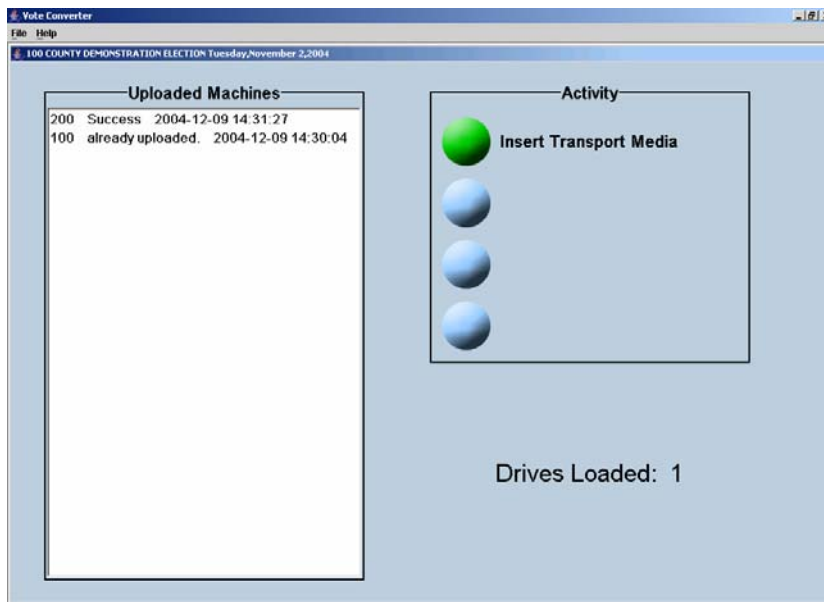 Vote Converter
File Help
100 COUNTY DEMONSTRATION ELECTION Tuesday,November 2,2004
Uploaded Machines
200 Success 2004-12-09 14:31:27
100 already uploaded. 2004-12-09 14:30:04
Activity
Insert Transport Media
Drives Loaded: 1